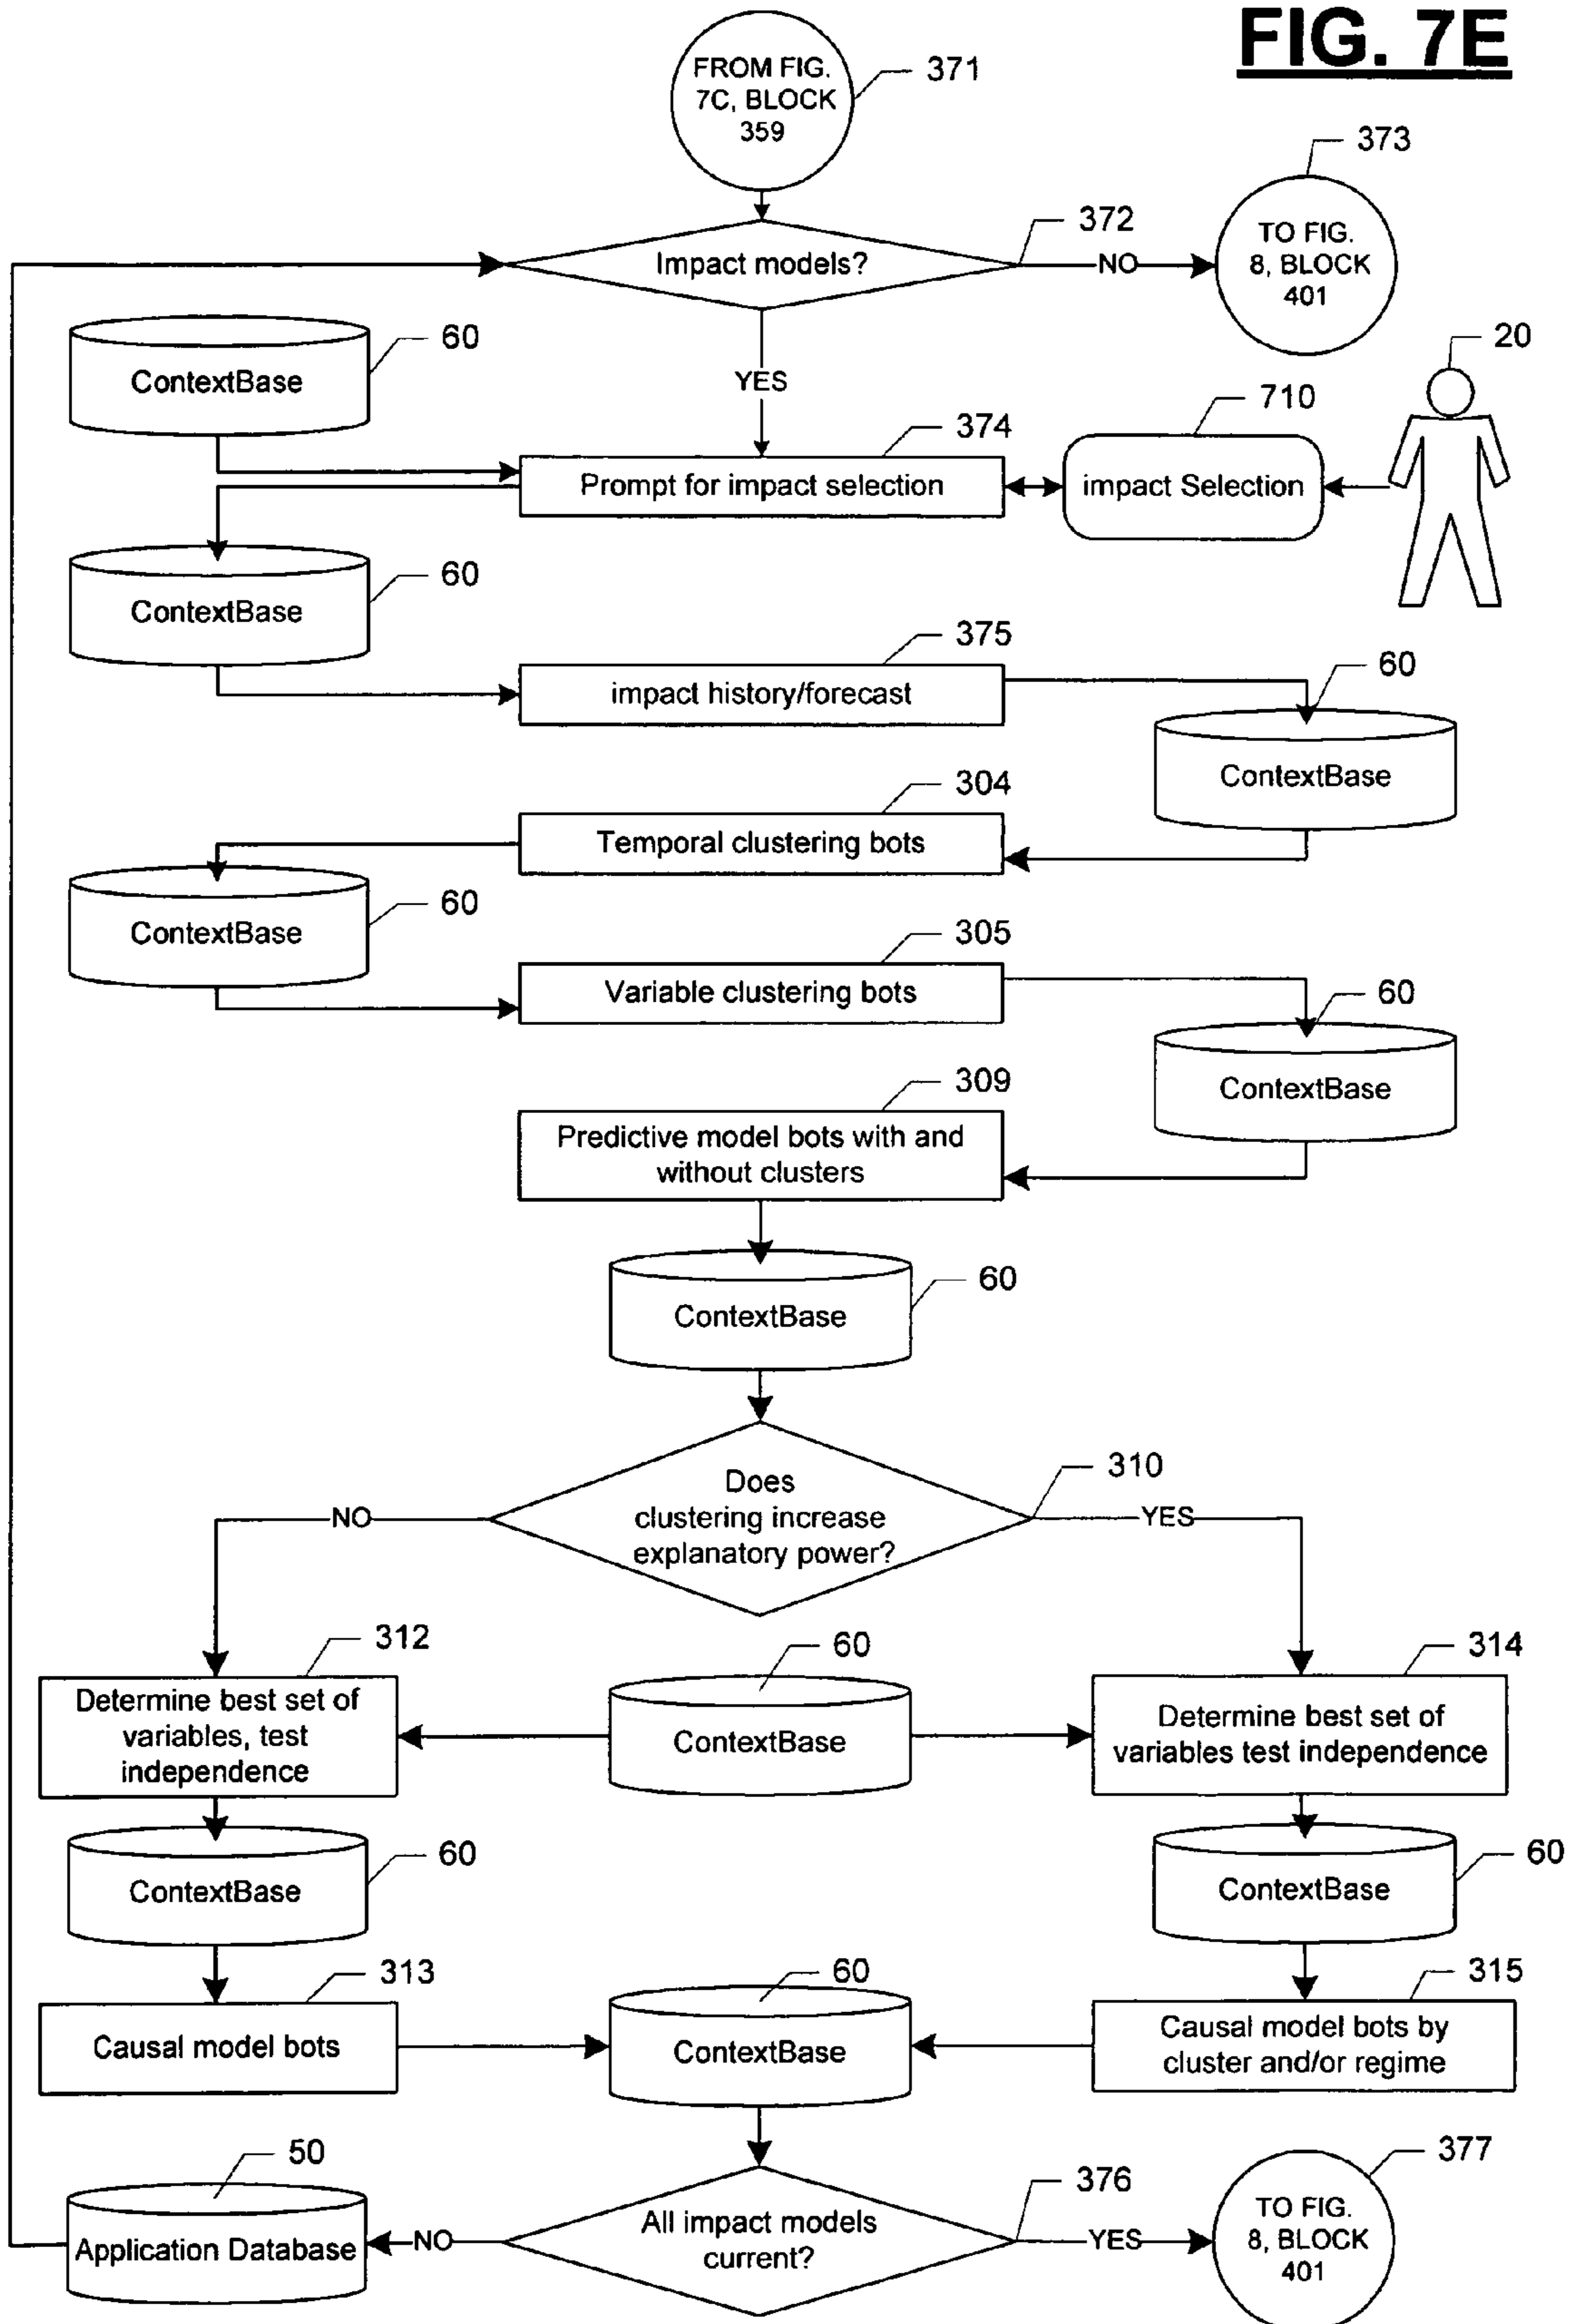 FIG. 7E
FROM FIG.
7C, BLOCK
359
371
373
372
Impact models?
NO
TO FIG.
8, BLOCK
401
60
ContextBase
YES
20
710
374
Prompt for impact selection
impact Selection
60
ContextBase
375
impact history/forecast
60
ContextBase
304
Temporal clustering bots
60
ContextBase
305
Variable clustering bots
60
ContextBase
309
Predictive model bots with and
without clusters
60
ContextBase
310
Does
clustering increase
explanatory power?
NO
YES
312
Determine best set of
variables, test
independence
60
ContextBase
314
Determine best set of
variables test independence
60
ContextBase
60
ContextBase
313
Causal model bots
60
ContextBase
315
Causal model bots by
cluster and/or regime
50
Application Database
NO
376
All impact models
current?
YES
377
TO FIG.
8, BLOCK
401